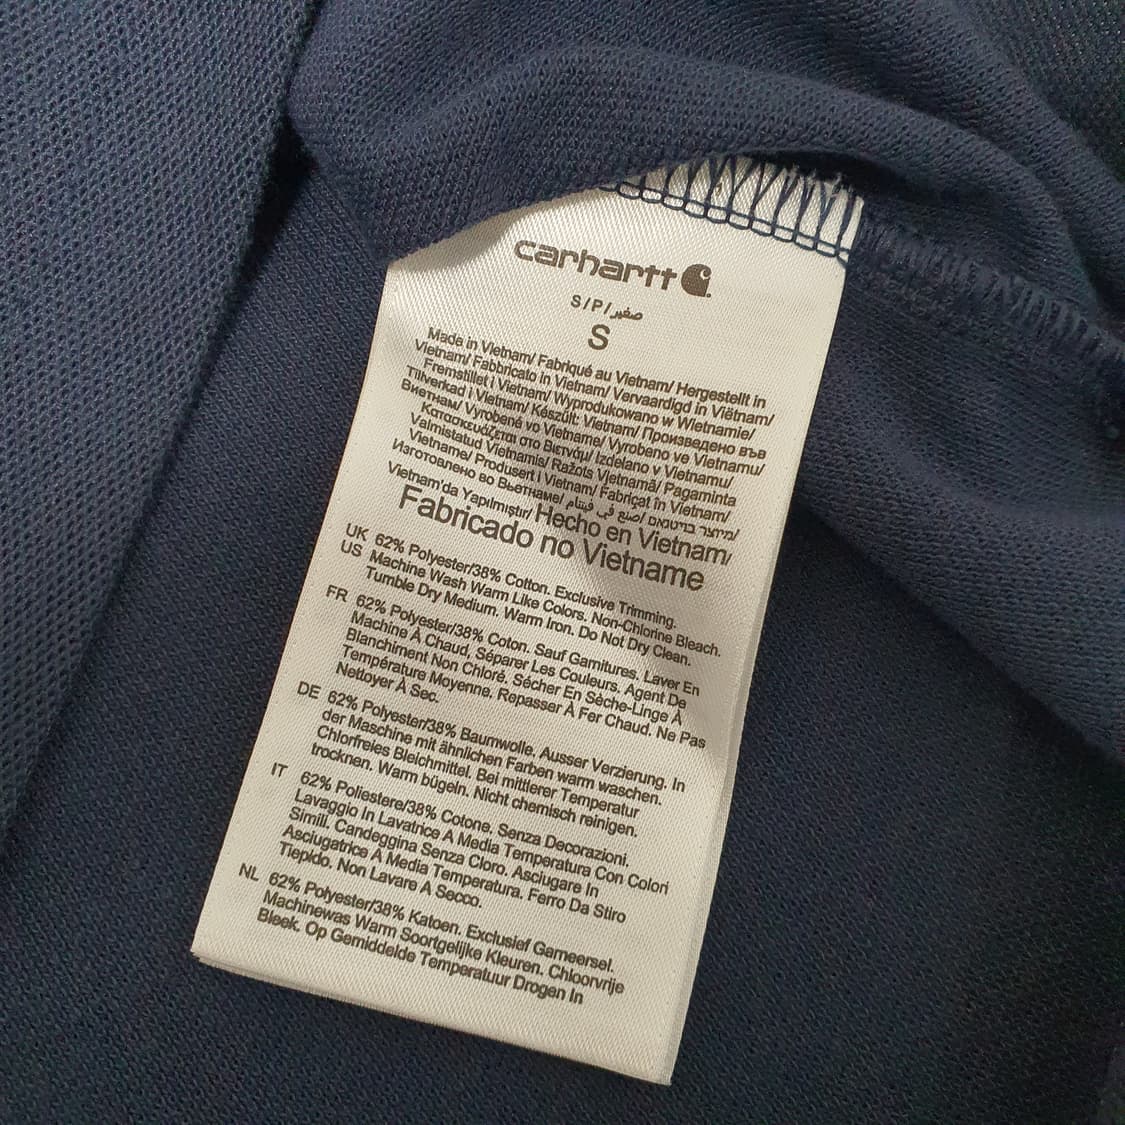 carhartt
S/P/صغير
S
Made in Vietnam/ Fabriqué au Vietnam/ Hergestellt in
Vietnam/ Fabbricato in Vietnam/ Vervaardigd in Viêtnam/
Fremstillet i Vietnam/ Wyprodukowano w Wietnamie/
Tillverkad i Vietnam/ Készült: Vietnam/ Произведено във
Виетнам/ Vyrobené vo Vietname/ Vyrobeno ve Vietnamu/
Κατασκευάζεται στο Βιετνάμ/ Izdelano v Vietnamu/
Valmistatud Vietnamis/ Ražots Vjetnamā/ Pagaminta
Vietname/ Produsert i Vietnam/ Fabricat în Vietnam/
Изготовлено во Вьетнаме/ صنع في فيتنام/ מיוצר בוייטנאם/
Vietnam'da Yapılmıştır/ Hecho en Vietnam/
Fabricado no Vietname
UK 62% Polyester/38% Cotton. Exclusive Trimming.
US Machine Wash Warm Like Colors. Non-Chlorine Bleach.
Tumble Dry Medium. Warm Iron. Do Not Dry Clean.
FR 62% Polyester/38% Coton. Sauf Garnitures. Laver En
Machine À Chaud, Séparer Les Couleurs. Agent De
Blanchiment Non Chloré. Sécher En Sèche-Linge À
Température Moyenne. Repasser À Fer Chaud. Ne Pas
Nettoyer À Sec.
DE 62% Polyester/38% Baumwolle. Ausser Verzierung. In
der Maschine mit ähnlichen Farben warm waschen.
Chlorfreies Bleichmittel. Bei mittlerer Temperatur
trocknen. Warm bügeln. Nicht chemisch reinigen.
IT 62% Poliestere/38% Cotone. Senza Decorazioni.
Lavaggio In Lavatrice A Media Temperatura Con Colori
Simili. Candeggina Senza Cloro. Asciugare In
Asciugatrice A Media Temperatura. Ferro Da Stiro
Tiepido. Non Lavare A Secco.
NL 62% Polyester/38% Katoen. Exclusief Garneersel.
Machinewas Warm Soortgelijke Kleuren. Chloorvrije
Bleek. Op Gemiddelde Temperatuur Drogen In